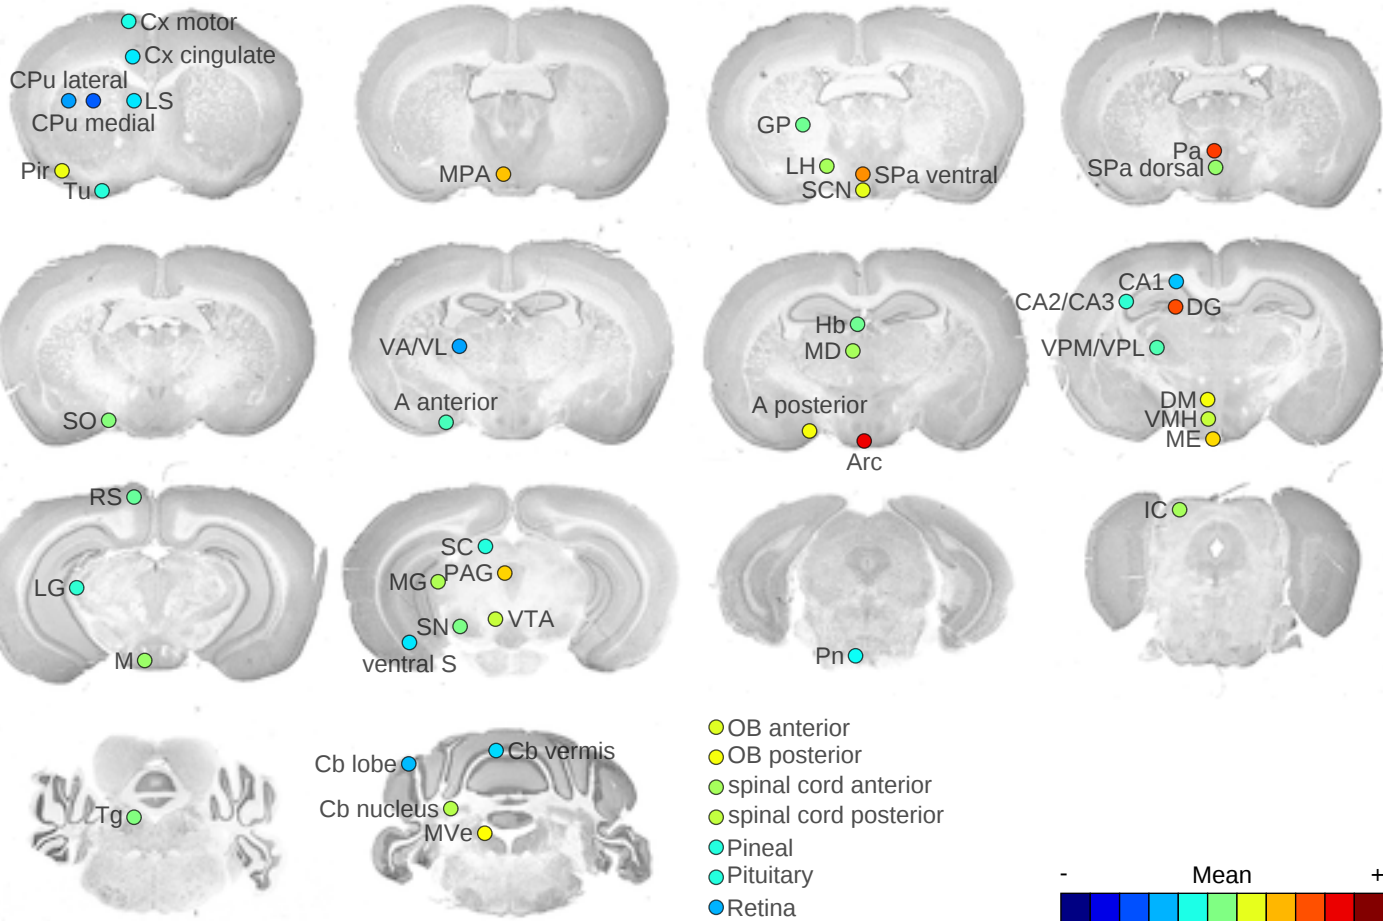 Cx motor
Cx cingulate
CPu lateral
LS
CPu medial
Pir
Tu
MPA
GP
LH
SPa ventral
SCN
Pa
SPa dorsal
SO
VA/VL
A anterior
Hb
MD
A posterior
Arc
CA1
CA2/CA3
DG
VPM/VPL
DM
VMH
ME
RS
LG
M
SC
PAG
MG
VTA
SN
ventral S
Pn
IC
Tg
Cb vermis
Cb lobe
Cb nucleus
MVe
OB anterior
OB posterior
spinal cord anterior
spinal cord posterior
Pineal
Pituitary
Retina
- Mean +